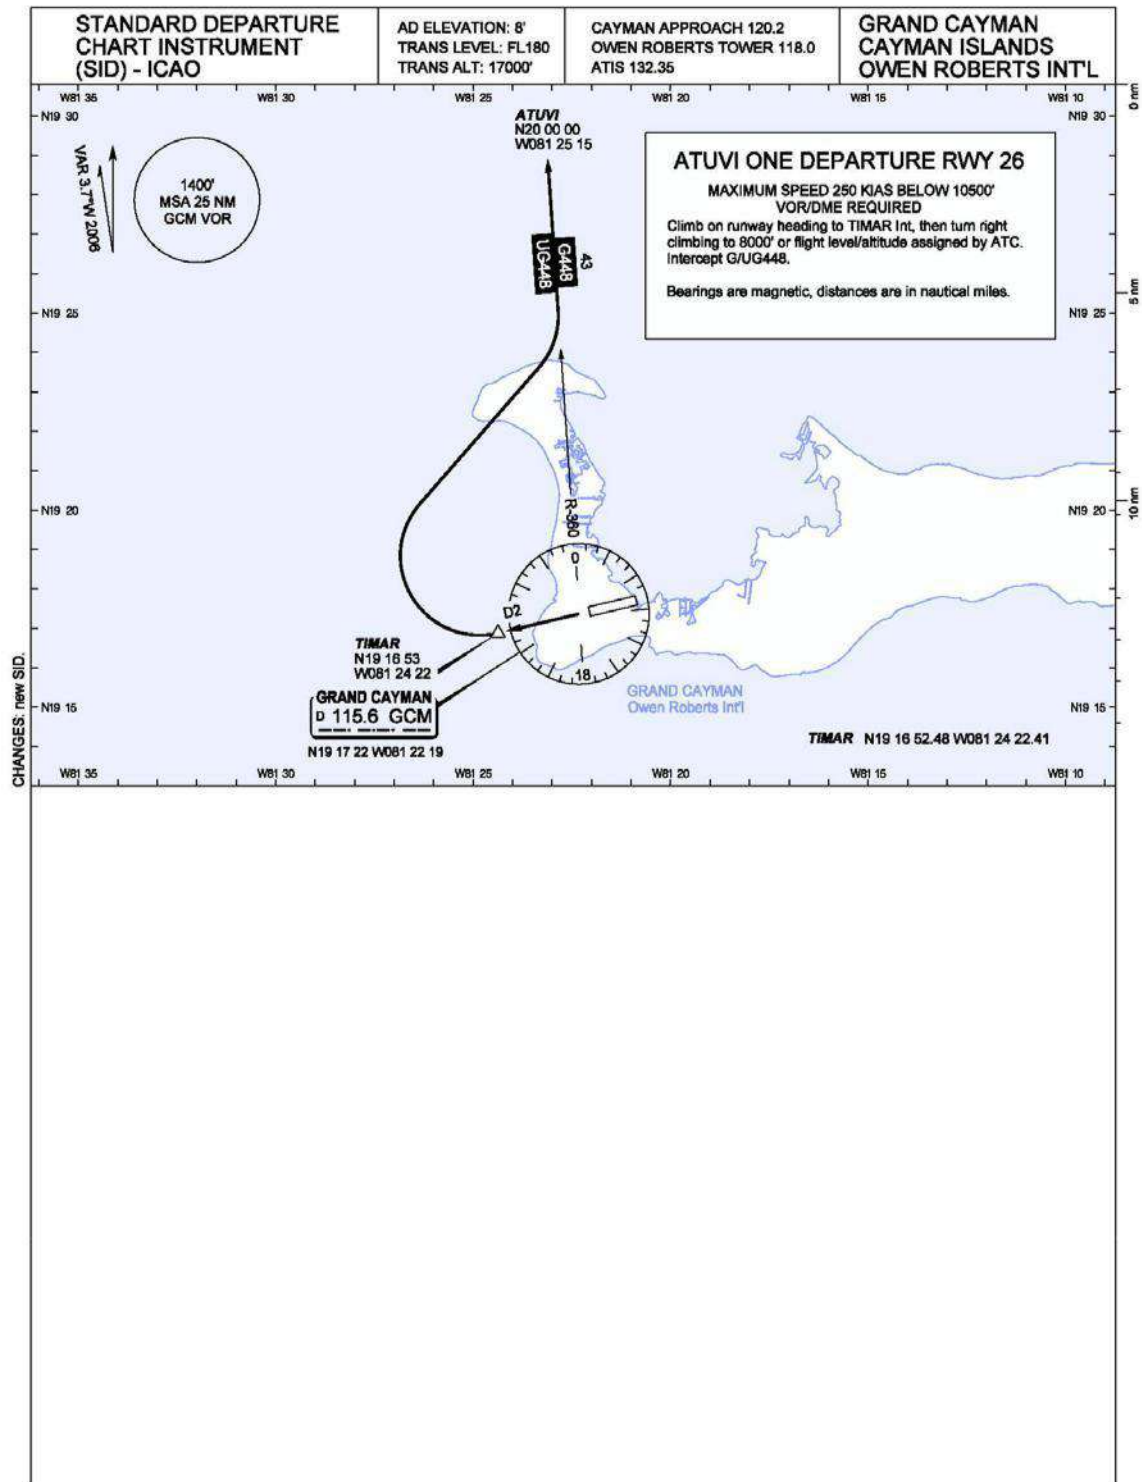 STANDARD DEPARTURE
CHART INSTRUMENT
(SID) - ICAO
AD ELEVATION: 8'
TRANS LEVEL: FL180
TRANS ALT: 17000'
CAYMAN APPROACH 120.2
OWEN ROBERTS TOWER 118.0
ATIS 132.35
GRAND CAYMAN
CAYMAN ISLANDS
OWEN ROBERTS INT'L
W81 35
W81 30
W81 25
W81 20
W81 15
W81 10
0 nm
N19 30
N19 30
VAR 3.7°W 2006
1400'
MSA 25 NM
GCM VOR
ATUVI
N20 00 00
W081 25 15
ATUVI ONE DEPARTURE RWY 26
MAXIMUM SPEED 250 KIAS BELOW 10500'
VOR/DME REQUIRED
Climb on runway heading to TIMAR Int, then turn right
climbing to 8000' or flight level/altitude assigned by ATC.
Intercept G/UG448.
Bearings are magnetic, distances are in nautical miles.
UG448
G448
43
5 nm
N19 25
N19 25
N19 20
N19 20
10 nm
R-360
0
D2
18
TIMAR
N19 16 53
W081 24 22
GRAND CAYMAN
D 115.6 GCM
N19 17 22 W081 22 19
GRAND CAYMAN
Owen Roberts Int'l
N19 15
N19 15
TIMAR N19 16 52.48 W081 24 22.41
W81 35
W81 30
W81 25
W81 20
W81 15
W81 10
CHANGES: new SID.